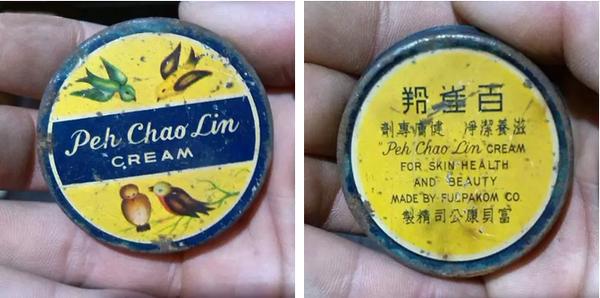 Peh Chao Lin
CREAM
百雀羚
滋養潔淨 健膚專劑
"Peh Chao Lin" CREAM
FOR SKIN HEALTH
AND BEAUTY
MADE BY FULPAKOM CO.
富貝康公司精製